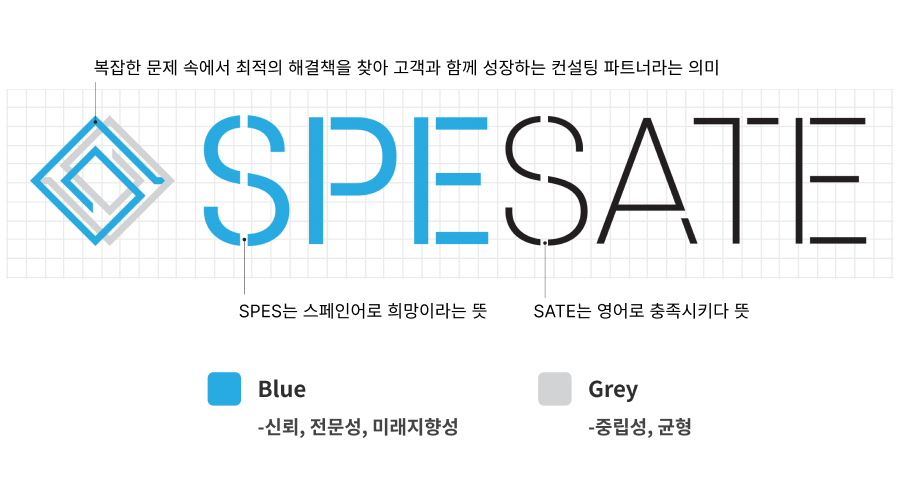 복잡한 문제 속에서 최적의 해결책을 찾아 고객과 함께 성장하는 컨설팅 파트너라는 의미
SPESATE
SPES는 스페인어로 희망이라는 뜻
SATE는 영어로 충족시키다 뜻
Blue
Grey
-신뢰, 전문성, 미래지향성
-중립성, 균형